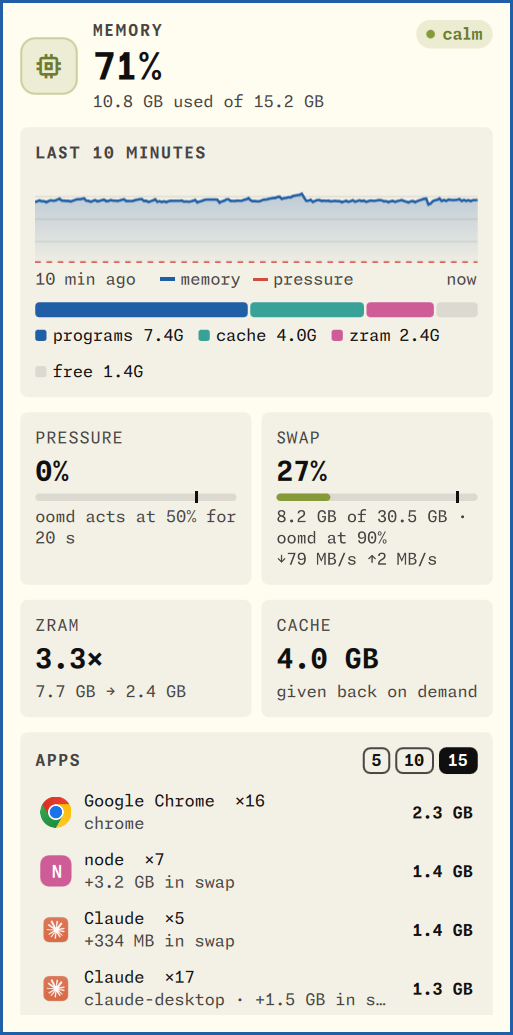 MEMORY
71%
10.8 GB used of 15.2 GB
calm
LAST 10 MINUTES
10 min ago memory pressure now
programs 7.4G cache 4.0G zram 2.4G
free 1.4G
PRESSURE
0%
oomd acts at 50% for
20 s
SWAP
27%
8.2 GB of 30.5 GB ·
oomd at 90%
↓79 MB/s ↑2 MB/s
ZRAM
3.3×
7.7 GB → 2.4 GB
CACHE
4.0 GB
given back on demand
APPS 5 10 15
Google Chrome ×16
chrome
2.3 GB
N
node ×7
+3.2 GB in swap
1.4 GB
Claude ×5
+334 MB in swap
1.4 GB
Claude ×17
claude-desktop · +1.5 GB in s…
1.3 GB